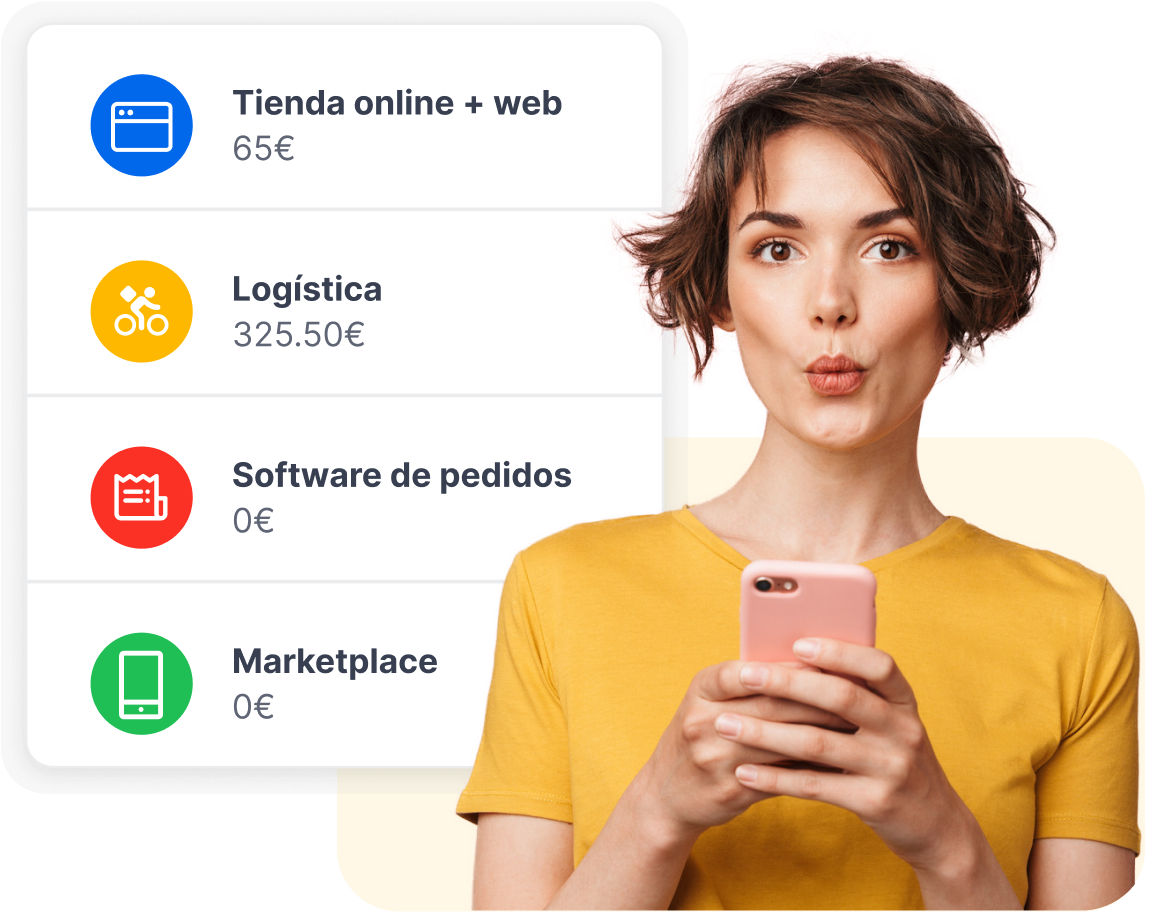 Tienda online + web
65€
Logística
325.50€
Software de pedidos
0€
Marketplace
0€